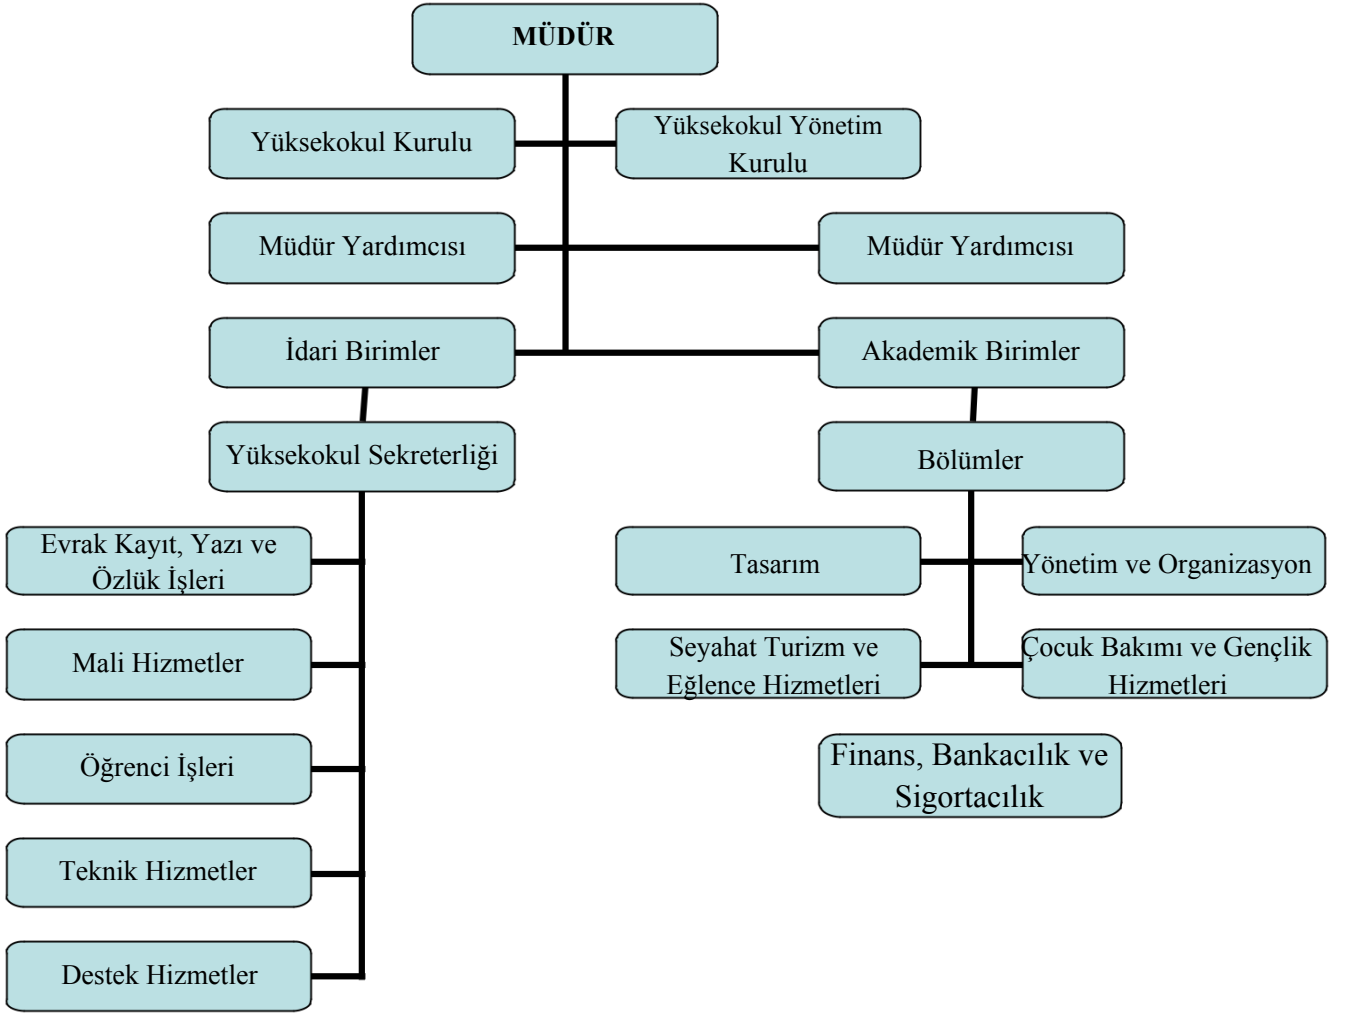 MÜDÜR
Yüksekokul Kurulu
Yüksekokul Yönetim
Kurulu
Müdür Yardımcısı
Müdür Yardımcısı
İdari Birimler
Akademik Birimler
Yüksekokul Sekreterliği
Bölümler
Evrak Kayıt, Yazı ve
Özlük İşleri
Tasarım
Yönetim ve Organizasyon
Mali Hizmetler
Seyahat Turizm ve
Eğlence Hizmetleri
Çocuk Bakımı ve Gençlik
Hizmetleri
Öğrenci İşleri
Finans, Bankacılık ve
Sigortacılık
Teknik Hizmetler
Destek Hizmetler